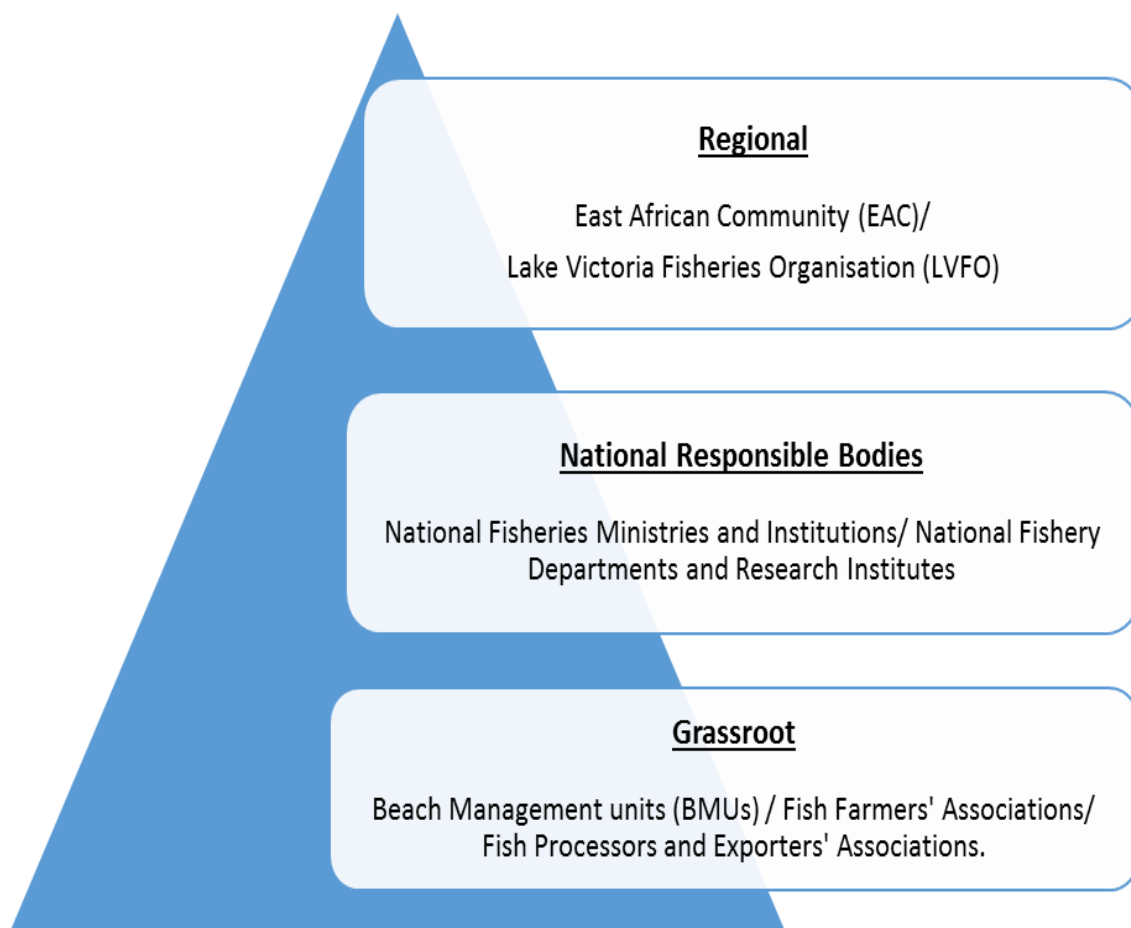 Regional
East African Community (EAC)/
Lake Victoria Fisheries Organisation (LVFO)
National Responsible Bodies
National Fisheries Ministries and Institutions/ National Fishery
Departments and Research Institutes
Grassroot
Beach Management units (BMUs) / Fish Farmers' Associations/
Fish Processors and Exporters' Associations.